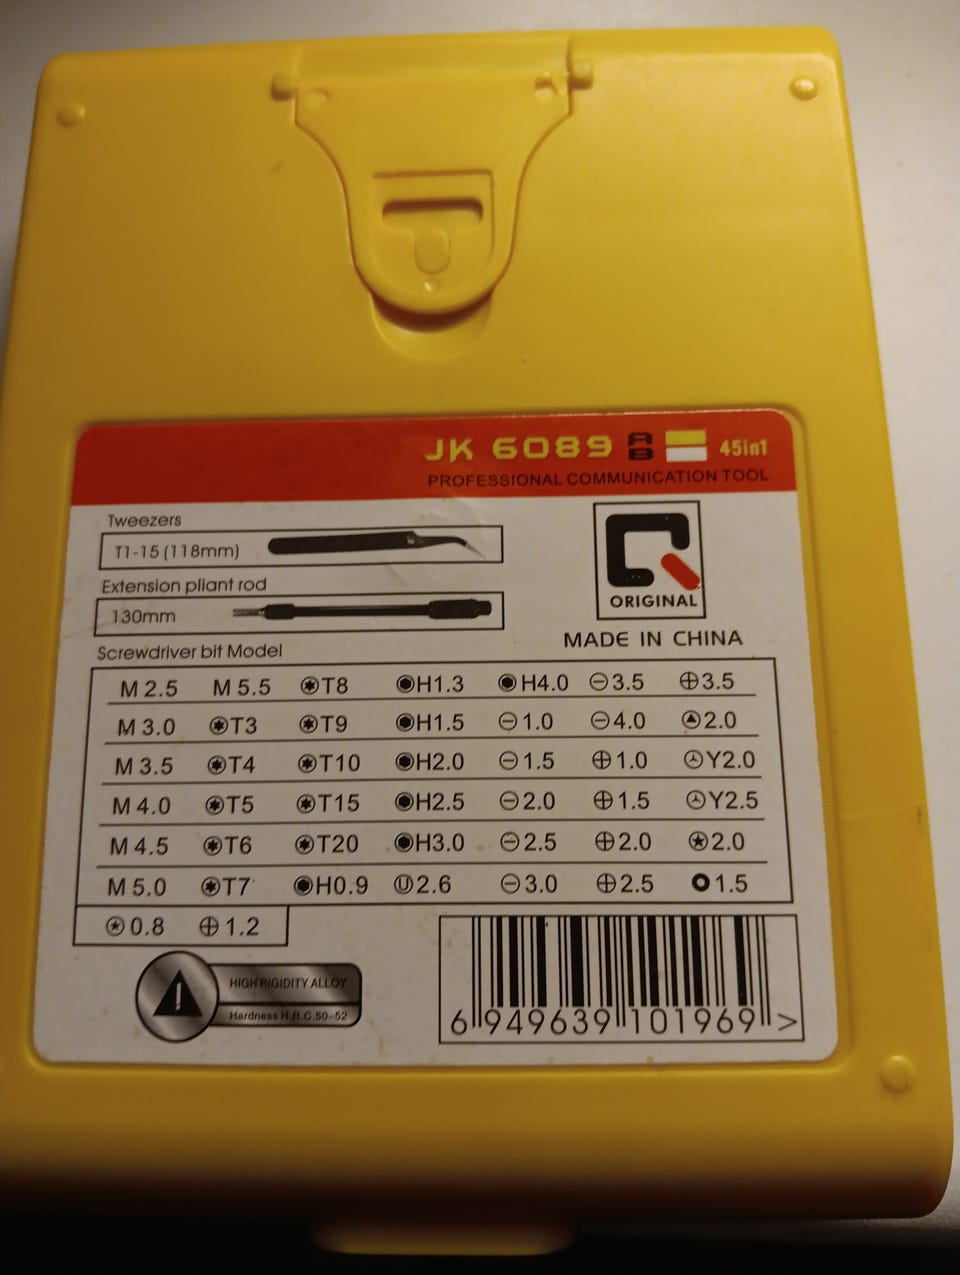 JK 6089 A B 45in1
PROFESSIONAL COMMUNICATION TOOL
Tweezers
T1-15 (118mm)
Extension pliant rod
130mm
ORIGINAL
MADE IN CHINA
Screwdriver bit Model
M 2.5 M 5.5 T8 H1.3 H4.0 3.5 3.5
M 3.0 T3 T9 H1.5 1.0 4.0 2.0
M 3.5 T4 T10 H2.0 1.5 1.0 Y2.0
M 4.0 T5 T15 H2.5 2.0 1.5 Y2.5
M 4.5 T6 T20 H3.0 2.5 2.0 2.0
M 5.0 T7 H0.9 U 2.6 3.0 2.5 1.5
0.8 1.2
HIGH RIGIDITY ALLOY
Hardness H.R.C.50-52
6 949639 101969 >